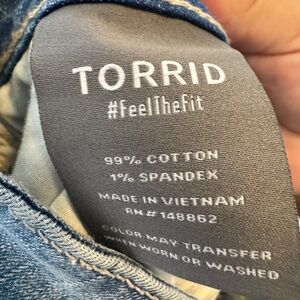 TORRID
#FeelTheFit
99% COTTON
1% SPANDEX
MADE IN VIETNAM
RN# 148862
COLOR MAY TRANSFER
WHEN WORN OR WASHED